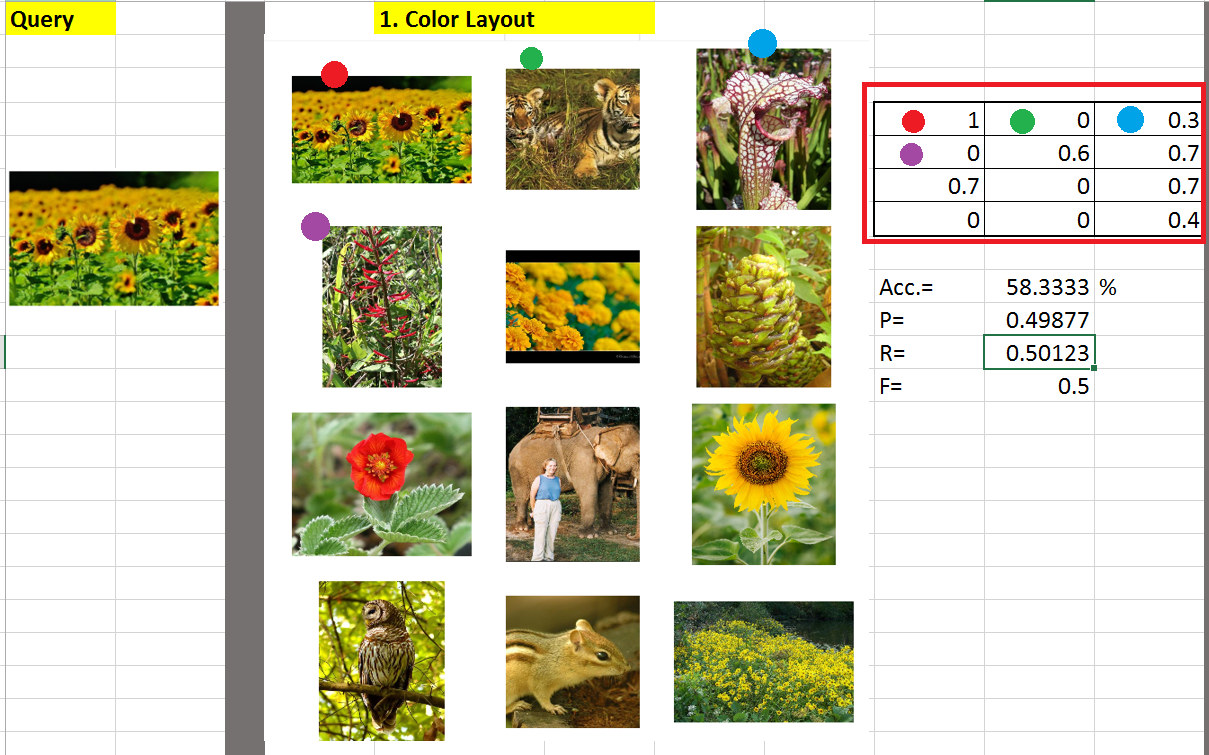 Query
1. Color Layout
1 0 0.3
0 0.6 0.7
0.7 0 0.7
0 0 0.4
Acc.= 58.3333 %
P= 0.49877
R= 0.50123
F= 0.5